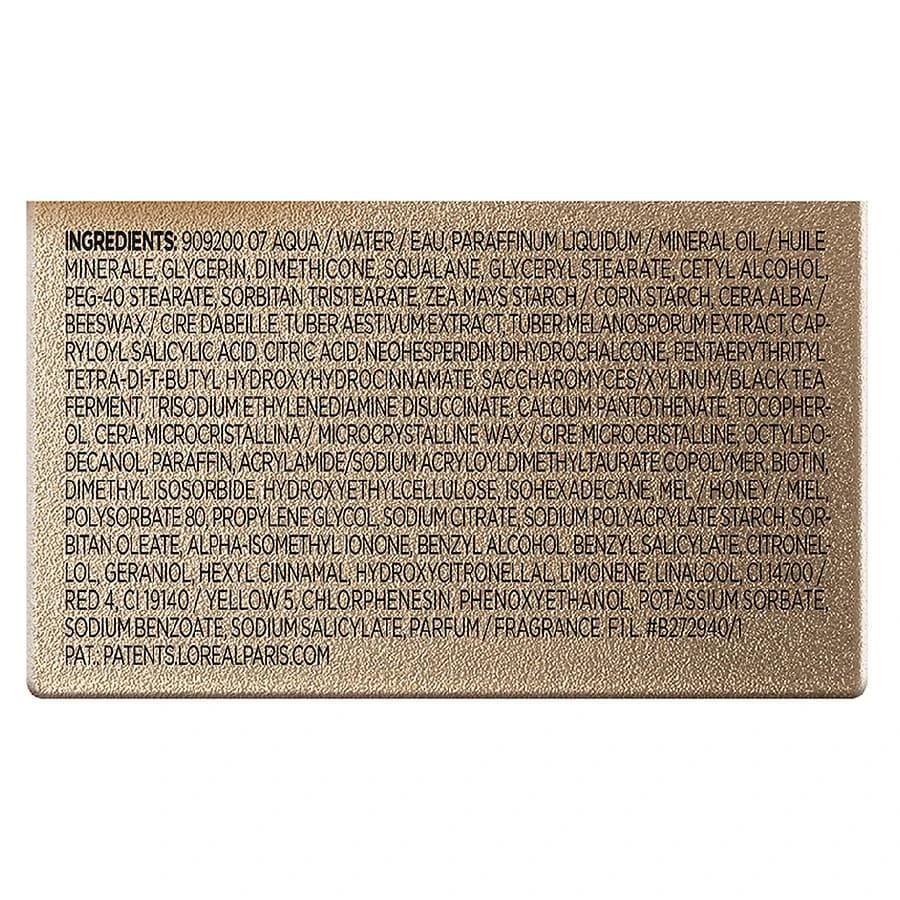 INGREDIENTS: 909200 07 AQUA / WATER / EAU, PARAFFINUM LIQUIDUM / MINERAL OIL / HUILE
MINERALE, GLYCERIN, DIMETHICONE, SQUALANE, GLYCERYL STEARATE, CETYL ALCOHOL,
PEG-40 STEARATE, SORBITAN TRISTEARATE, ZEA MAYS STARCH / CORN STARCH, CERA ALBA /
BEESWAX / CIRE DABEILLE, TUBER AESTIVUM EXTRACT, TUBER MELANOSPORUM EXTRACT, CAP-
RYLOYL SALICYLIC ACID, CITRIC ACID, NEOHESPERIDIN DIHYDROCHALCONE, PENTAERYTHRITYL
TETRA-DI-T-BUTYL HYDROXYHYDROCINNAMATE, SACCHAROMYCES/XYLINUM/BLACK TEA
FERMENT, TRISODIUM ETHYLENEDIAMINE DISUCCINATE, CALCIUM PANTOTHENATE, TOCOPHER-
OL, CERA MICROCRISTALLINA / MICROCRYSTALLINE WAX / CIRE MICROCRISTALLINE, OCTYLDO-
DECANOL, PARAFFIN, ACRYLAMIDE/SODIUM ACRYLOYLDIMETHYLTAURATE COPOLYMER, BIOTIN,
DIMETHYL ISOSORBIDE, HYDROXYETHYLCELLULOSE, ISOHEXADECANE, MEL / HONEY / MIEL,
POLYSORBATE 80, PROPYLENE GLYCOL, SODIUM CITRATE, SODIUM POLYACRYLATE STARCH, SOR-
BITAN OLEATE, ALPHA-ISOMETHYL IONONE, BENZYL ALCOHOL, BENZYL SALICYLATE, CITRONEL-
LOL, GERANIOL, HEXYL CINNAMAL, HYDROXYCITRONELLAL, LIMONENE, LINALOOL, CI 14700 /
RED 4, CI 19140 / YELLOW 5, CHLORPHENESIN, PHENOXYETHANOL, POTASSIUM SORBATE,
SODIUM BENZOATE, SODIUM SALICYLATE, PARFUM / FRAGRANCE F.I.L. #B272940/1
PAT. PATENTS.LOREALPARIS.COM